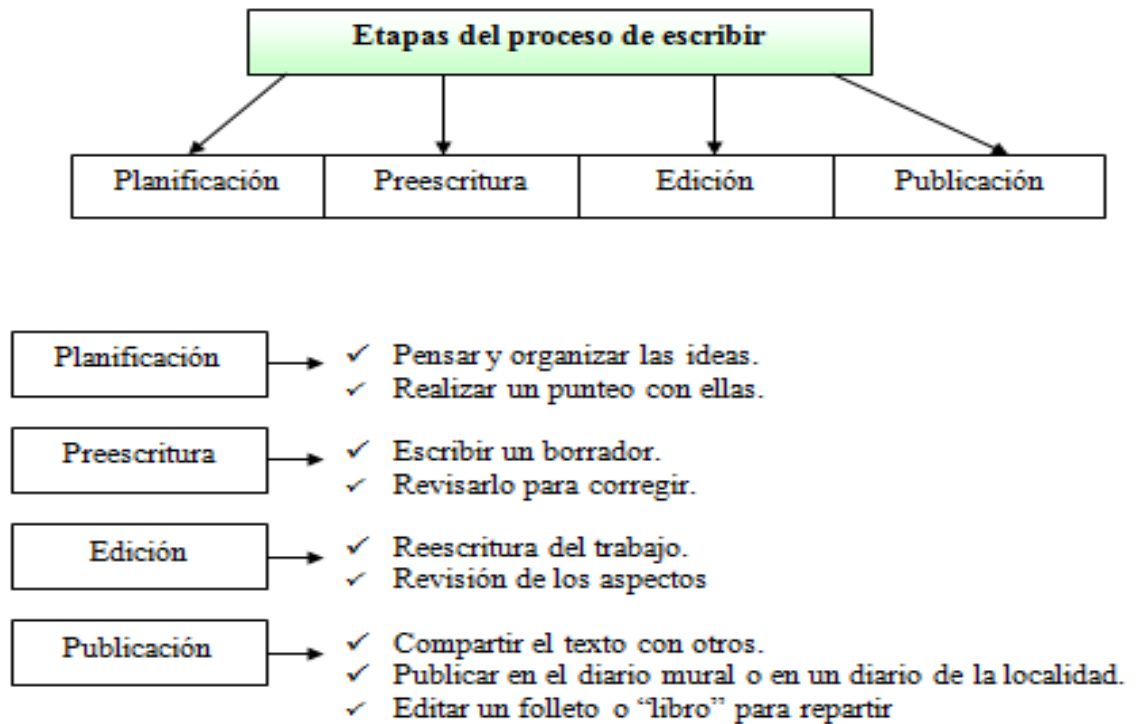 Etapas del proceso de escribir
Planificación
Preescritura
Edición
Publicación
Planificación
✓ Pensar y organizar las ideas.
✓ Realizar un punteo con ellas.
Preescritura
✓ Escribir un borrador.
✓ Revisarlo para corregir.
Edición
✓ Reescritura del trabajo.
✓ Revisión de los aspectos
Publicación
✓ Compartir el texto con otros.
✓ Publicar en el diario mural o en un diario de la localidad.
✓ Editar un folleto o “libro” para repartir